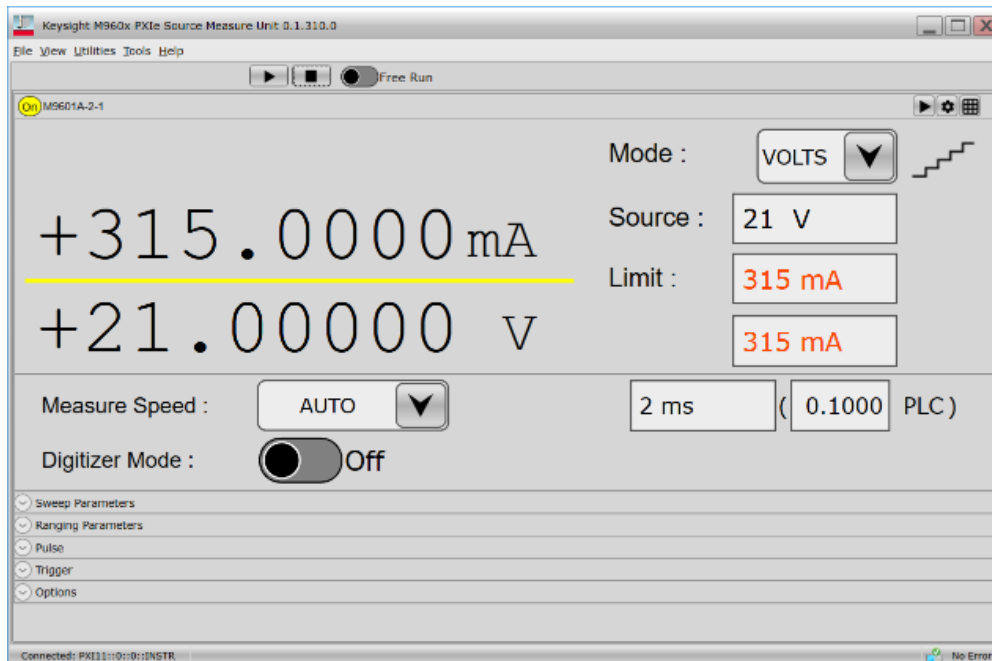 Keysight M960x PXIe Source Measure Unit 0.1.310.0
File View Utilities Tools Help
Free Run
On M9601A-2-1
Mode : VOLTS
+315.0000 mA
Source : 21 V
Limit : 315 mA
+21.00000 V
315 mA
Measure Speed : AUTO 2 ms ( 0.1000 PLC )
Digitizer Mode : Off
Sweep Parameters
Ranging Parameters
Pulse
Trigger
Options
Connected: PXI11::0::0::INSTR No Error